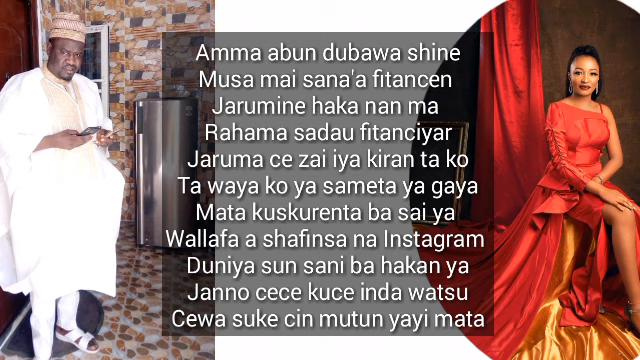 Amma abun dubawa shine
Musa mai sana'a fitancen
Jarumine haka nan ma
Rahama sadau fitanciyar
Jaruma ce zai iya kiran ta ko
Ta waya ko ya sameta ya gaya
Mata kuskurenta ba sai ya
Wallafa a shafinsa na Instagram
Duniya sun sani ba hakan ya
Janno cece kuce inda watsu
Cewa suke cin mutun yayi mata